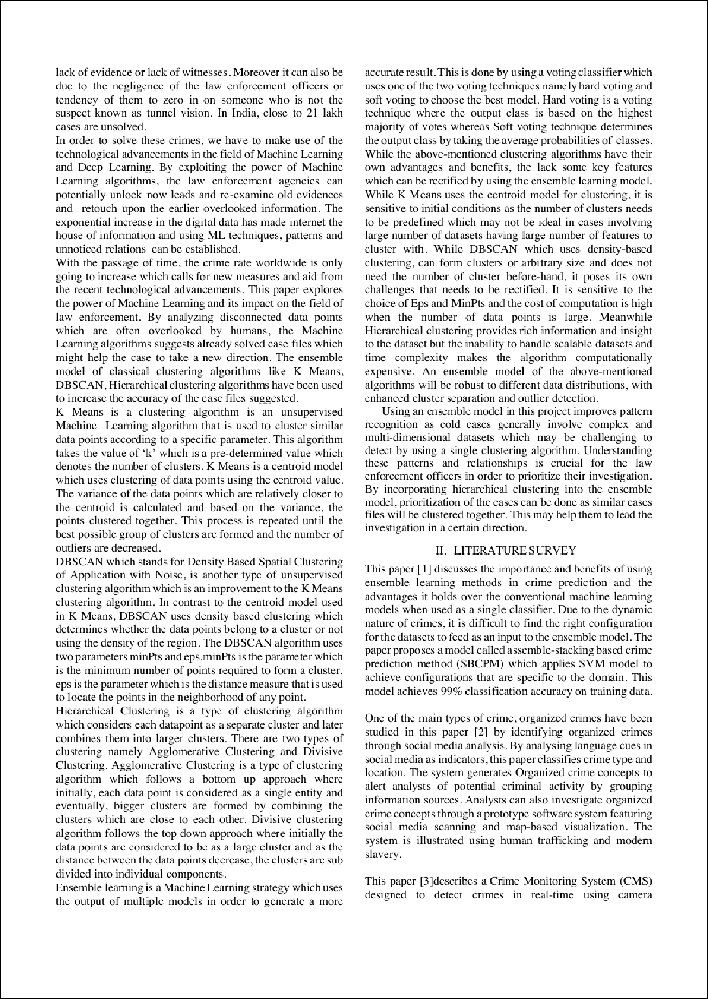 lack of evidence or lack of witnesses. Moreover it can also be
due to the negligence of the law enforcement officers or
tendency of them to zero in on someone who is not the
suspect known as tunnel vision. In India, close to 21 lakh
cases are unsolved.
In order to solve these crimes, we have to make use of the
technological advancements in the field of Machine Learning
and Deep Learning. By exploiting the power of Machine
Learning algorithms, the law enforcement agencies can
potentially unlock now leads and re-examine old evidences
and retouch upon the earlier overlooked information. The
exponential increase in the digital data has made internet the
house of information and using ML techniques, patterns and
unnoticed relations can be established.
With the passage of time, the crime rate worldwide is only
going to increase which calls for new measures and aid from
the recent technological advancements. This paper explores
the power of Machine Learning and its impact on the field of
law enforcement. By analyzing disconnected data points
which are often overlooked by humans, the Machine
Learning algorithms suggests already solved case files which
might help the case to take a new direction. The ensemble
model of classical clustering algorithms like K Means,
DBSCAN, Hierarchical clustering algorithms have been used
to increase the accuracy of the case files suggested.
K Means is a clustering algorithm is an unsupervised
Machine Learning algorithm that is used to cluster similar
data points according to a specific parameter. This algorithm
takes the value of ‘k’ which is a pre-determined value which
denotes the number of clusters. K Means is a centroid model
which uses clustering of data points using the centroid value.
The variance of the data points which are relatively closer to
the centroid is calculated and based on the variance, the
points clustered together. This process is repeated until the
best possible group of clusters are formed and the number of
outliers are decreased.
DBSCAN which stands for Density Based Spatial Clustering
of Application with Noise, is another type of unsupervised
clustering algorithm which is an improvement to the K Means
clustering algorithm. In contrast to the centroid model used
in K Means, DBSCAN uses density based clustering which
determines whether the data points belong to a cluster or not
using the density of the region. The DBSCAN algorithm uses
two parameters minPts and eps.minPts is the parameter which
is the minimum number of points required to form a cluster.
eps is the parameter which is the distance measure that is used
to locate the points in the neighborhood of any point.
Hierarchical Clustering is a type of clustering algorithm
which considers each datapoint as a separate cluster and later
combines them into larger clusters. There are two types of
clustering namely Agglomerative Clustering and Divisive
Clustering. Agglomerative Clustering is a type of clustering
algorithm which follows a bottom up approach where
initially, each data point is considered as a single entity and
eventually, bigger clusters are formed by combining the
clusters which are close to each other. Divisive clustering
algorithm follows the top down approach where initially the
data points are considered to be as a large cluster and as the
distance between the data points decrease, the clusters are sub
divided into individual components.
Ensemble learning is a Machine Learning strategy which uses
the output of multiple models in order to generate a more
accurate result. This is done by using a voting classifier which
uses one of the two voting techniques namely hard voting and
soft voting to choose the best model. Hard voting is a voting
technique where the output class is based on the highest
majority of votes whereas Soft voting technique determines
the output class by taking the average probabilities of classes.
While the above-mentioned clustering algorithms have their
own advantages and benefits, the lack some key features
which can be rectified by using the ensemble learning model.
While K Means uses the centroid model for clustering, it is
sensitive to initial conditions as the number of clusters needs
to be predefined which may not be ideal in cases involving
large number of datasets having large number of features to
cluster with. While DBSCAN which uses density-based
clustering, can form clusters or arbitrary size and does not
need the number of cluster before-hand, it poses its own
challenges that needs to be rectified. It is sensitive to the
choice of Eps and MinPts and the cost of computation is high
when the number of data points is large. Meanwhile
Hierarchical clustering provides rich information and insight
to the dataset but the inability to handle scalable datasets and
time complexity makes the algorithm computationally
expensive. An ensemble model of the above-mentioned
algorithms will be robust to different data distributions, with
enhanced cluster separation and outlier detection.
Using an ensemble model in this project improves pattern
recognition as cold cases generally involve complex and
multi-dimensional datasets which may be challenging to
detect by using a single clustering algorithm. Understanding
these patterns and relationships is crucial for the law
enforcement officers in order to prioritize their investigation.
By incorporating hierarchical clustering into the ensemble
model, prioritization of the cases can be done as similar cases
files will be clustered together. This may help them to lead the
investigation in a certain direction.
II. LITERATURE SURVEY
This paper [1] discusses the importance and benefits of using
ensemble learning methods in crime prediction and the
advantages it holds over the conventional machine learning
models when used as a single classifier. Due to the dynamic
nature of crimes, it is difficult to find the right configuration
for the datasets to feed as an input to the ensemble model. The
paper proposes a model called assemble-stacking based crime
prediction method (SBCPM) which applies SVM model to
achieve configurations that are specific to the domain. This
model achieves 99% classification accuracy on training data.
One of the main types of crime, organized crimes have been
studied in this paper [2] by identifying organized crimes
through social media analysis. By analysing language cues in
social media as indicators, this paper classifies crime type and
location. The system generates Organized crime concepts to
alert analysts of potential criminal activity by grouping
information sources. Analysts can also investigate organized
crime concepts through a prototype software system featuring
social media scanning and map-based visualization. The
system is illustrated using human trafficking and modern
slavery.
This paper [3]describes a Crime Monitoring System (CMS)
designed to detect crimes in real-time using camera